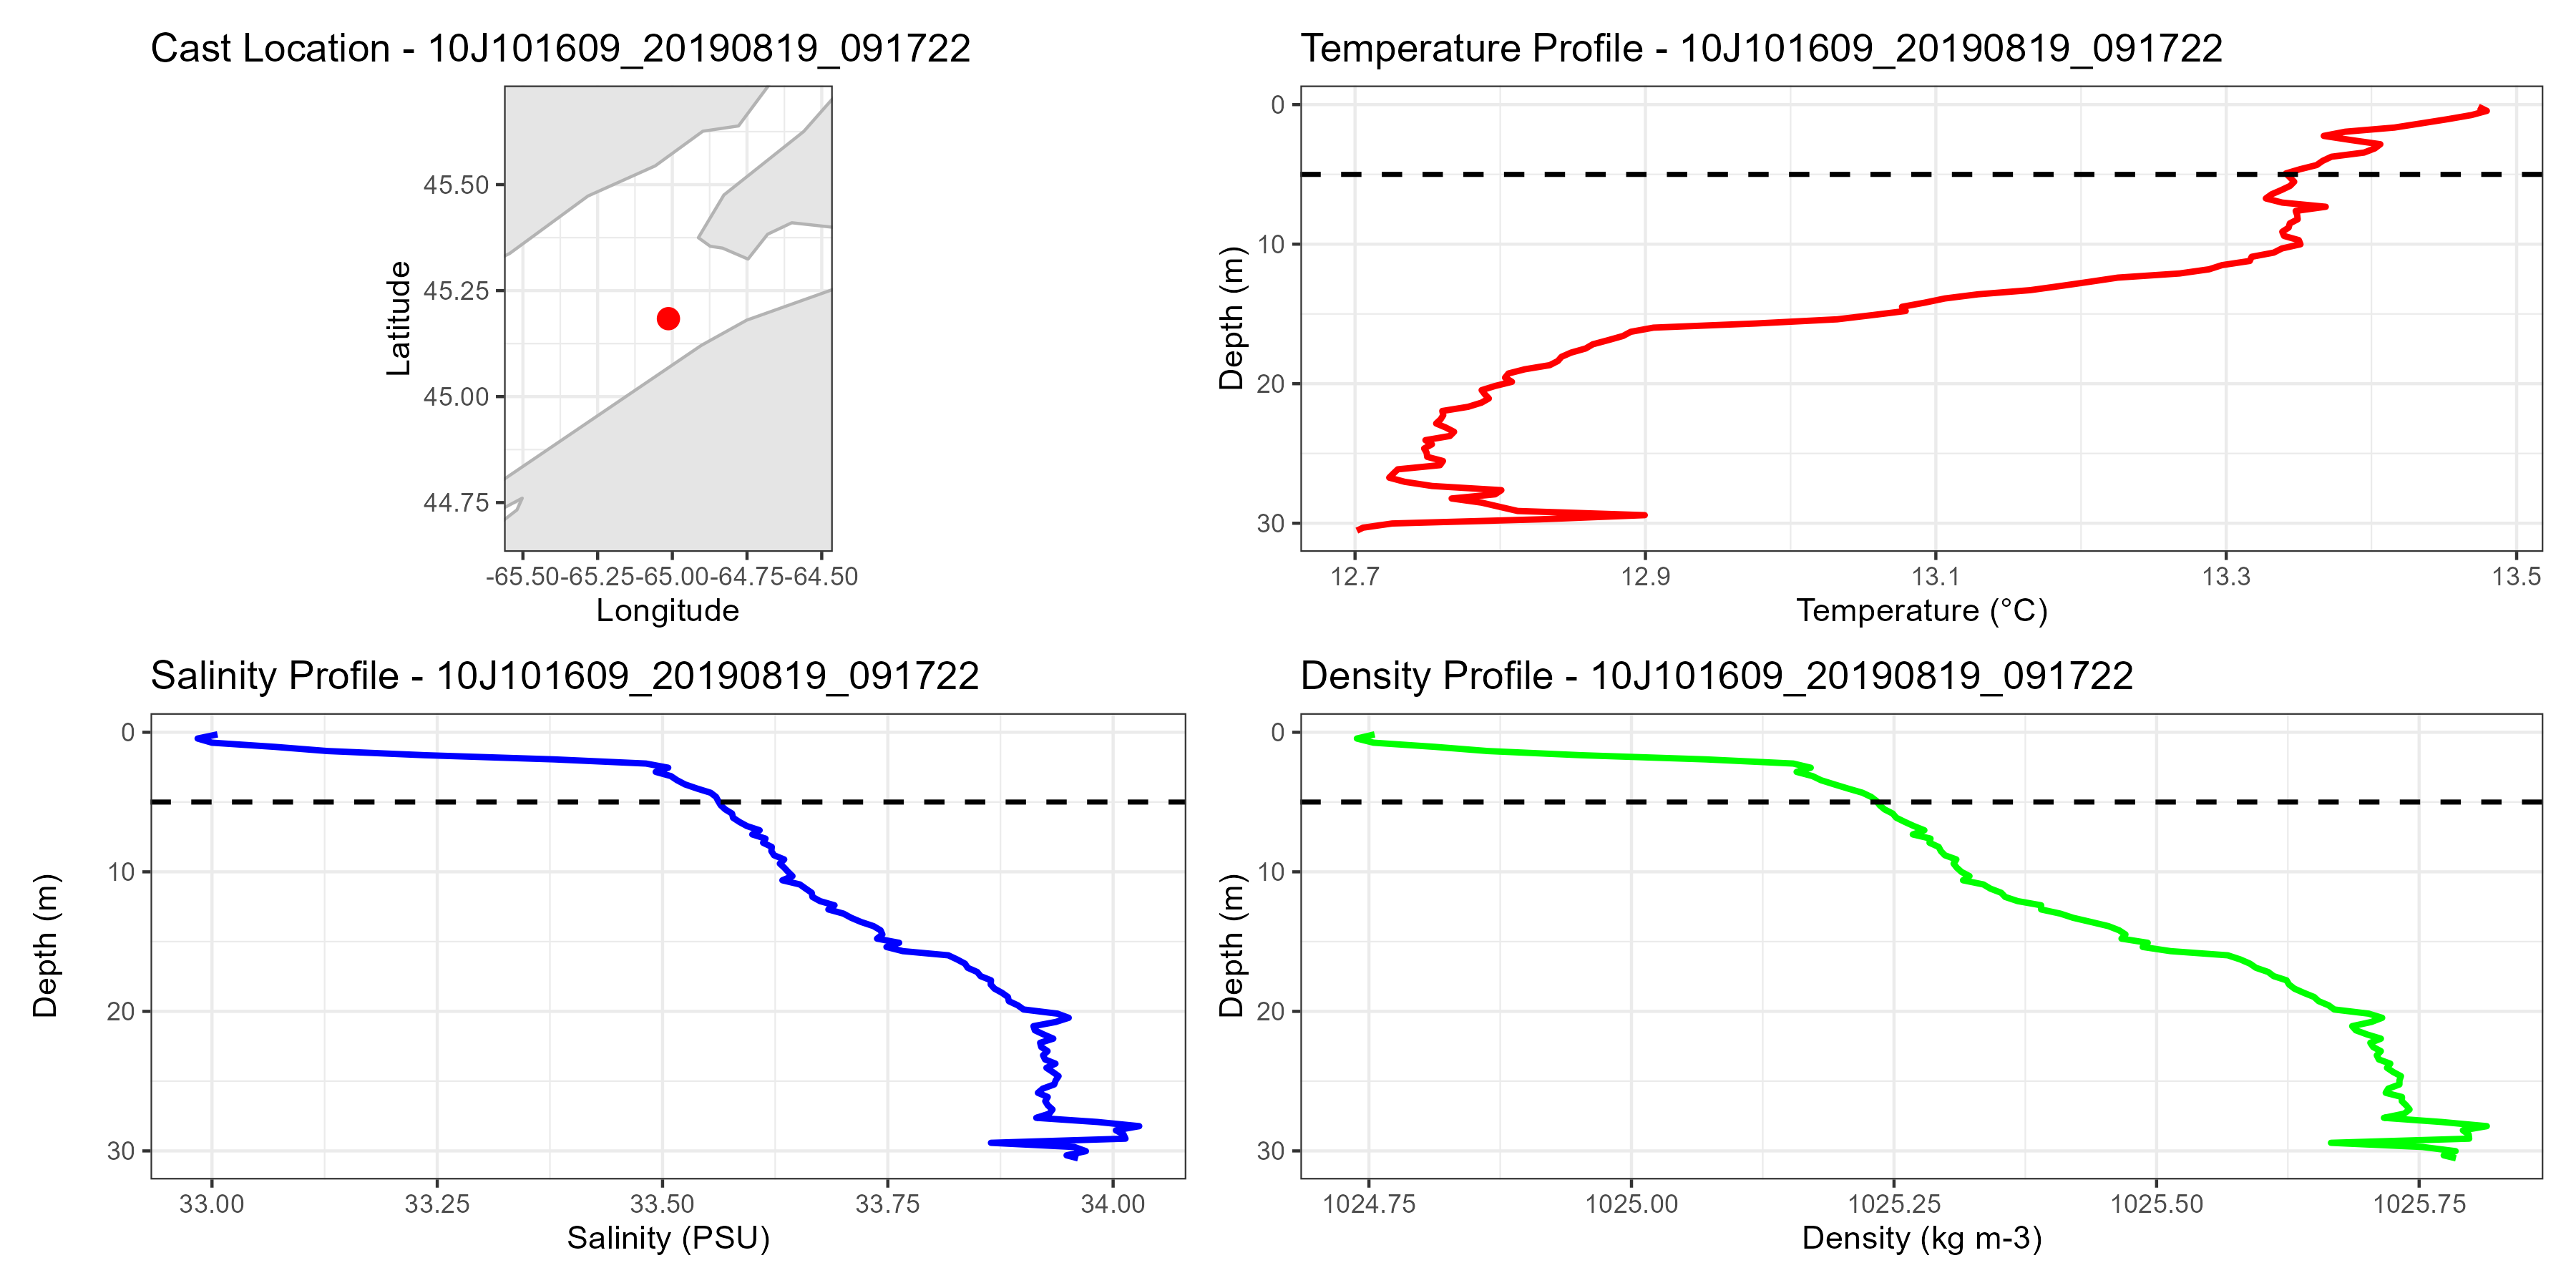 Cast Location - 10J101609_20190819_091722
45.50
45.25
45.00
44.75
Latitude
-65.50 -65.25 -65.00 -64.75 -64.50
Longitude
Temperature Profile - 10J101609_20190819_091722
0
10
20
30
Depth (m)
12.7 12.9 13.1 13.3 13.5
Temperature (°C)
Salinity Profile - 10J101609_20190819_091722
0
10
20
30
Depth (m)
33.00 33.25 33.50 33.75 34.00
Salinity (PSU)
Density Profile - 10J101609_20190819_091722
0
10
20
30
Depth (m)
1024.75 1025.00 1025.25 1025.50 1025.75
Density (kg m-3)